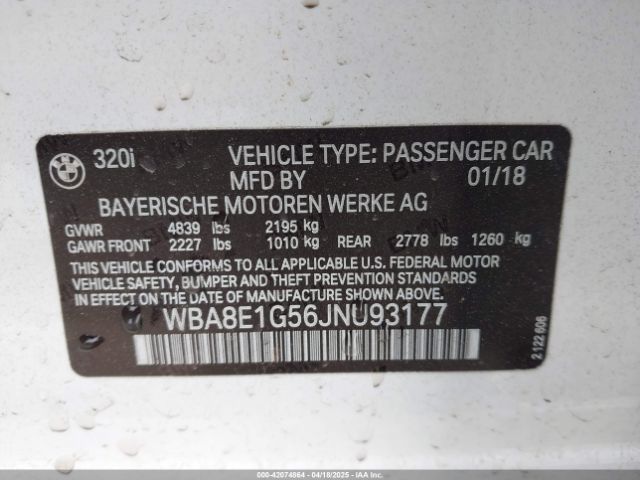 320i VEHICLE TYPE: PASSENGER CAR
MFD BY 01/18
BAYERISCHE MOTOREN WERKE AG
GVWR 4839 lbs 2195 kg
GAWR FRONT 2227 lbs 1010 kg REAR 2778 lbs 1260 kg
THIS VEHICLE CONFORMS TO ALL APPLICABLE U.S. FEDERAL MOTOR
VEHICLE SAFETY, BUMPER, AND THEFT PREVENTION STANDARDS
IN EFFECT ON THE DATE OF MANUFACTURE SHOWN ABOVE.
WBA8E1G56JNU93177
2 122 606
000-42074864 - 04/18/2025 - IAA Inc.